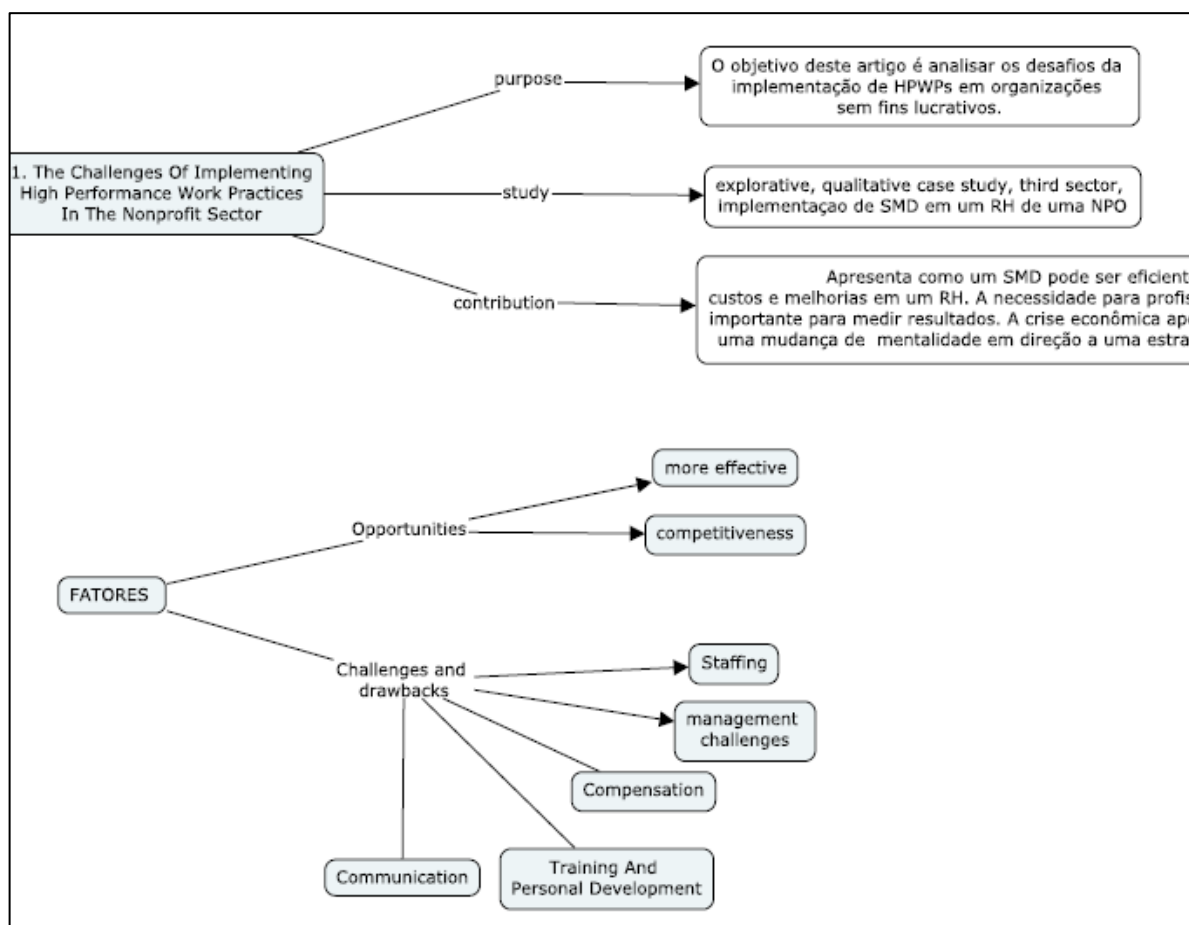 purpose
O objetivo deste artigo é analisar os desafios da
implementação de HPWPs em organizações
sem fins lucrativos.
1. The Challenges Of Implementing
High Performance Work Practices
In The Nonprofit Sector
study
explorative, qualitative case study, third sector,
implementaçao de SMD em um RH de uma NPO
contribution
Apresenta como um SMD pode ser
custos e melhorias em um RH. A necessidade para
importante para medir resultados. A crise econômica
uma mudança de mentalidade em direção a uma
more effective
Opportunities
competitiveness
FATORES
Challenges and
drawbacks
Staffing
management
challenges
Compensation
Communication
Training And
Personal Development